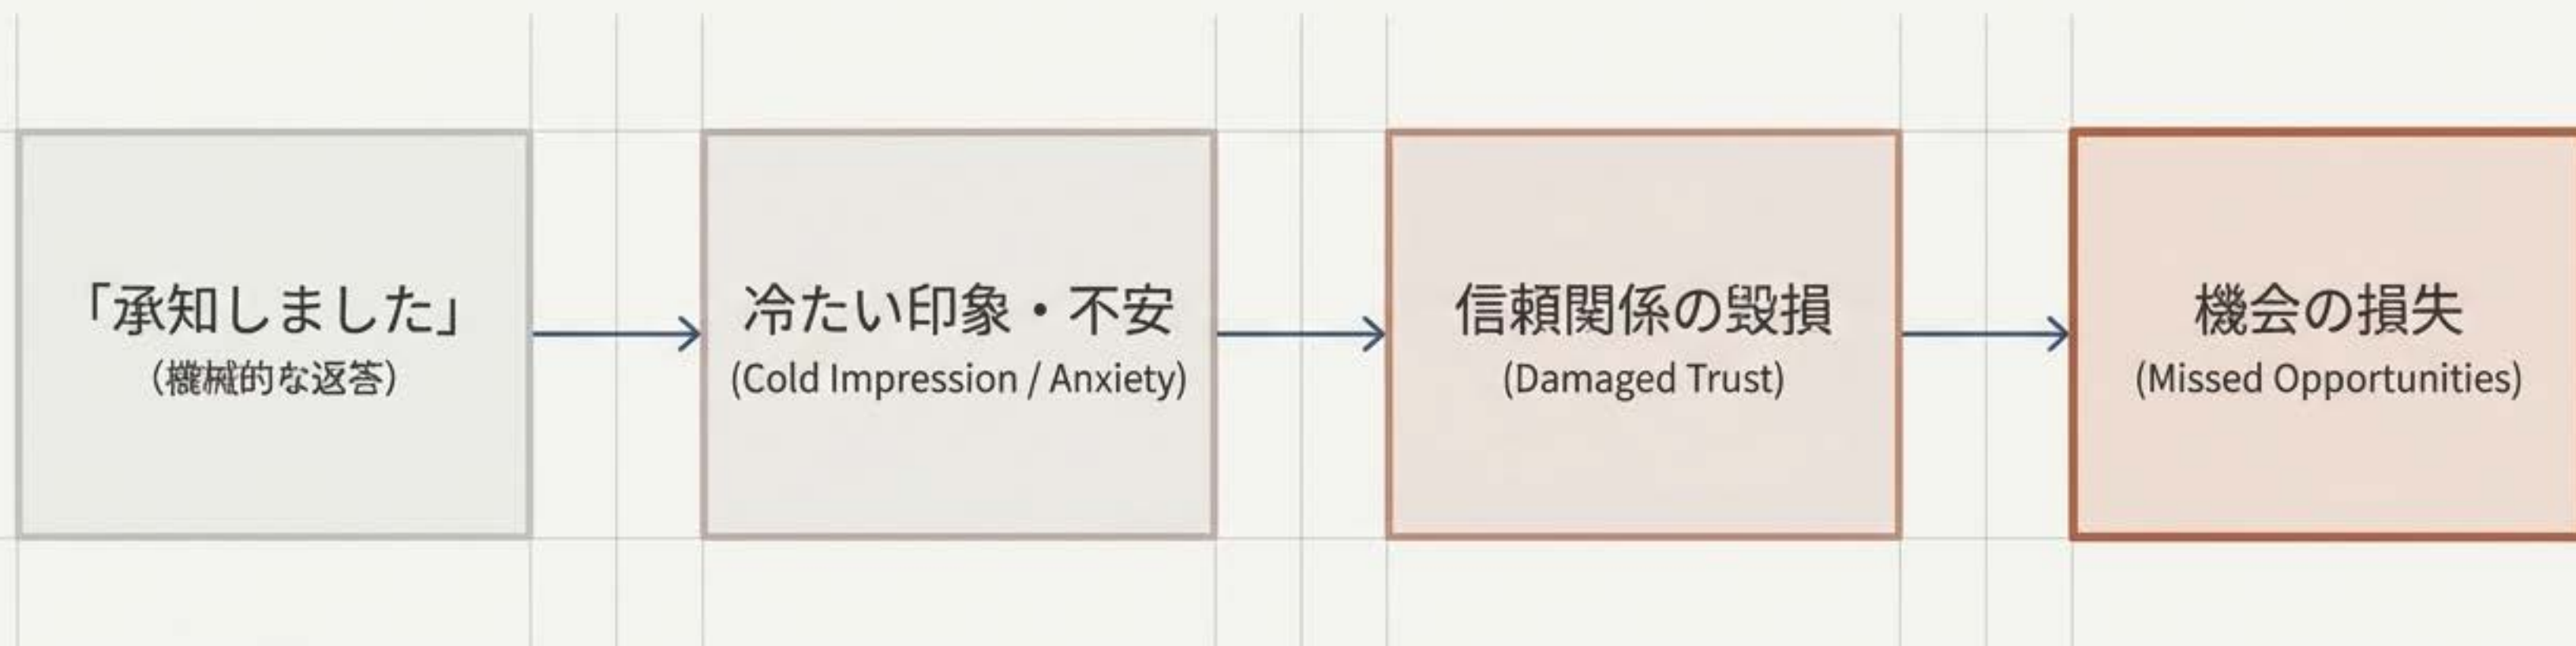 「承知しました」
(機械的な返答)
冷たい印象・不安
(Cold Impression / Anxiety)
信頼関係の毀損
(Damaged Trust)
機会の損失
(Missed Opportunities)